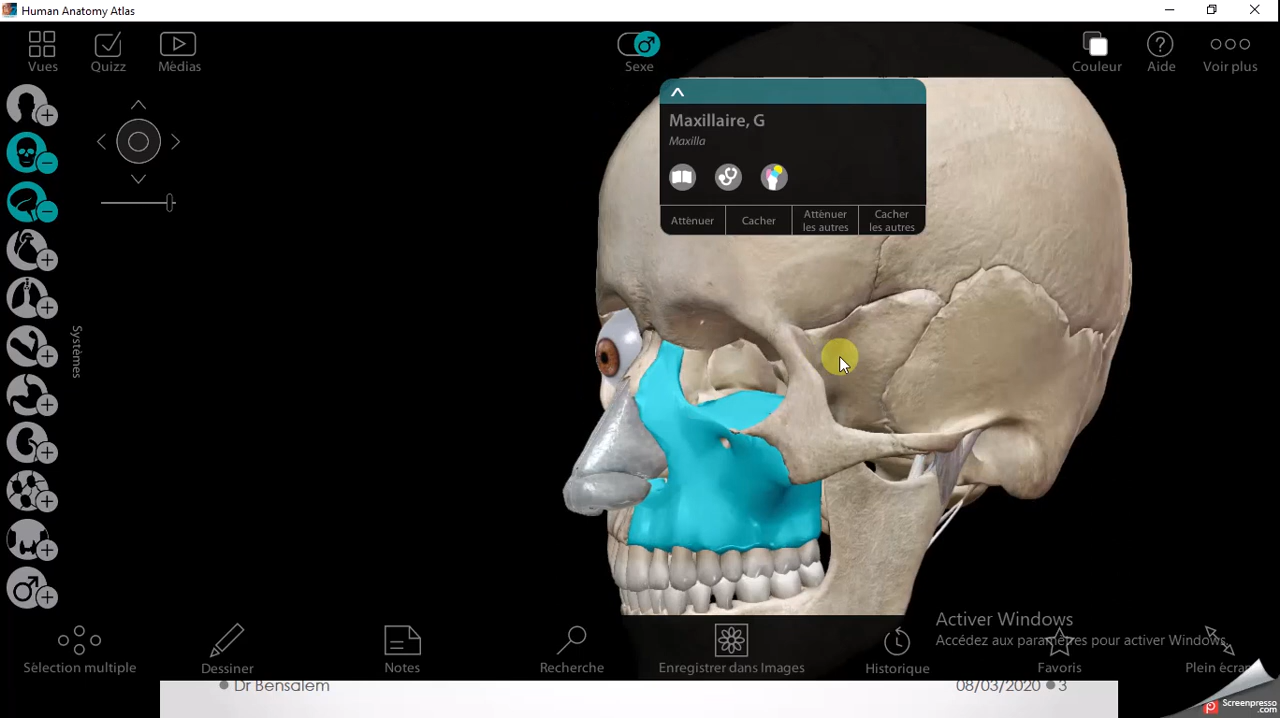 Human Anatomy Atlas
Vues
Quizz
Médias
Sexe
Couleur
Aide
Voir plus
Maxillaire, G
Maxilla
Atténuer
Cacher
Atténuer
les autres
Cacher
les autres
Systèmes
Activer Windows
Accédez aux paramètres pour activer Windows.
Sélection multiple
Dessiner
Notes
Recherche
Enregistrer dans Images
Historique
Favoris
Plein écran
Dr Bensalem
08/03/2020 ● 3
Screenpresso
.com